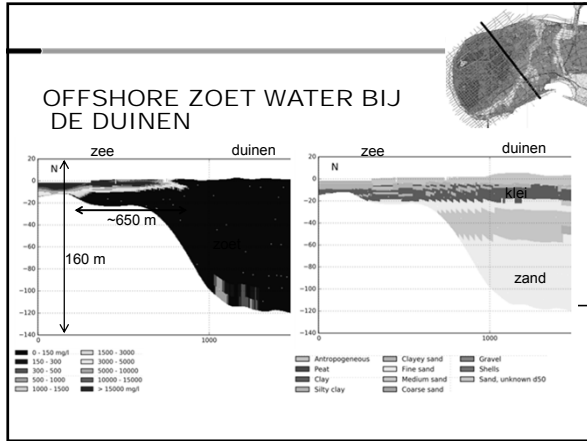 OFFSHORE ZOET WATER BIJ
DE DUINEN
zee
duinen
N
20
0
−20
−40
−60
−80
−100
−120
−140
~650 m
160 m
zoet
1000
0 - 150 mg/l
150 - 300
300 - 500
500 - 1000
1000 - 1500
1500 - 3000
3000 - 5000
5000 - 10000
10000 - 15000
> 15000 mg/l
zee
duinen
N
20
0
−20
−40
−60
−80
−100
−120
−140
klei
zand
1000
Antropogeneous
Peat
Clay
Silty clay
Clayey sand
Fine sand
Medium sand
Coarse sand
Gravel
Shells
Sand, unknown d50